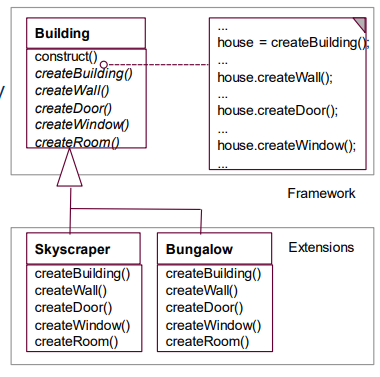 Building
construct()
createBuilding()
createWall()
createDoor()
createWindow()
createRoom()
...
house = createBuilding();
...
house.createWall();
...
house.createDoor();
...
house.createWindow();
...
Framework
Skyscraper
createBuilding()
createWall()
createDoor()
createWindow()
createRoom()
Bungalow
createBuilding()
createWall()
createDoor()
createWindow()
createRoom()
Extensions